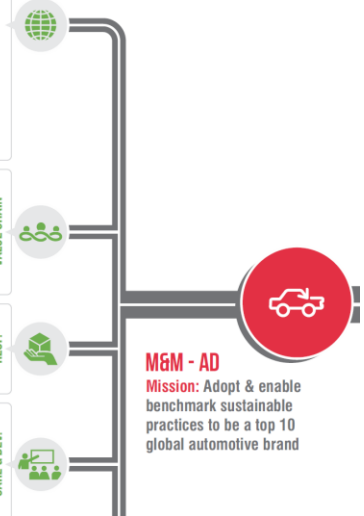 M&M - AD
Mission: Adopt & enable
benchmark sustainable
practices to be a top 10
global automotive brand